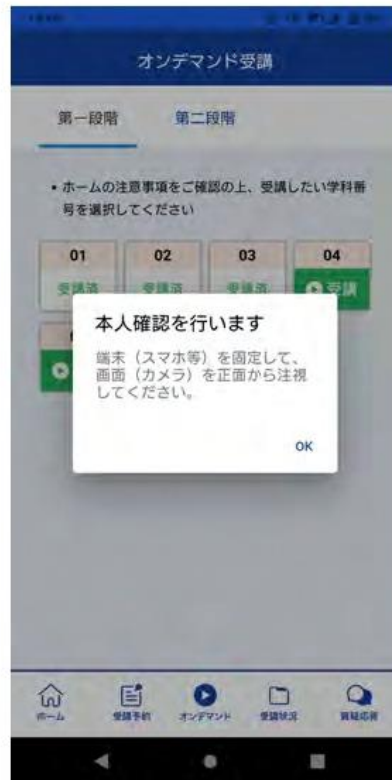 オンデマンド受講
第一段階 第二段階
• ホームの注意事項をご確認の上、受講したい学科番
号を選択してください
01 02 03 04
受講済 受講済 受講済 受講
本人確認を行います
端末（スマホ等）を固定して、
画面（カメラ）を正面から注視
してください。
OK
ホーム 受講予約 オンデマンド 受講状況 質疑応答